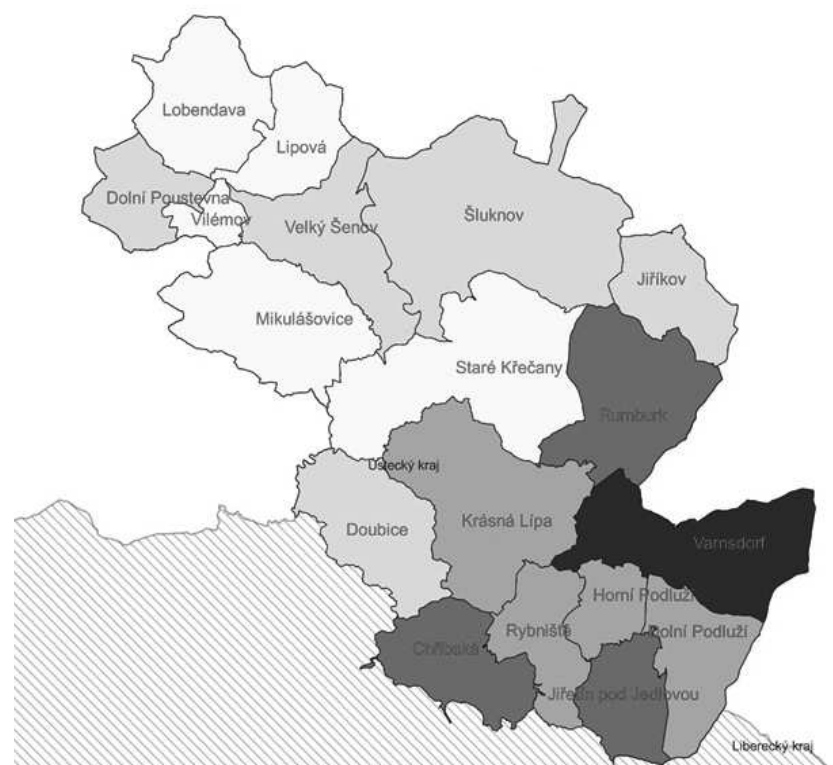 Lobendava
Lipová
Dolní Poustevna
Vilémov
Velký Šenov
Šluknov
Jiříkov
Mikulášovice
Staré Křečany
Rumburk
Ústecký kraj
Krásná Lípa
Doubice
Varnsdorf
Horní Podluží
Rybniště
Dolní Podluží
Chřibská
Jiřetín pod Jedlovou
Liberecký kraj